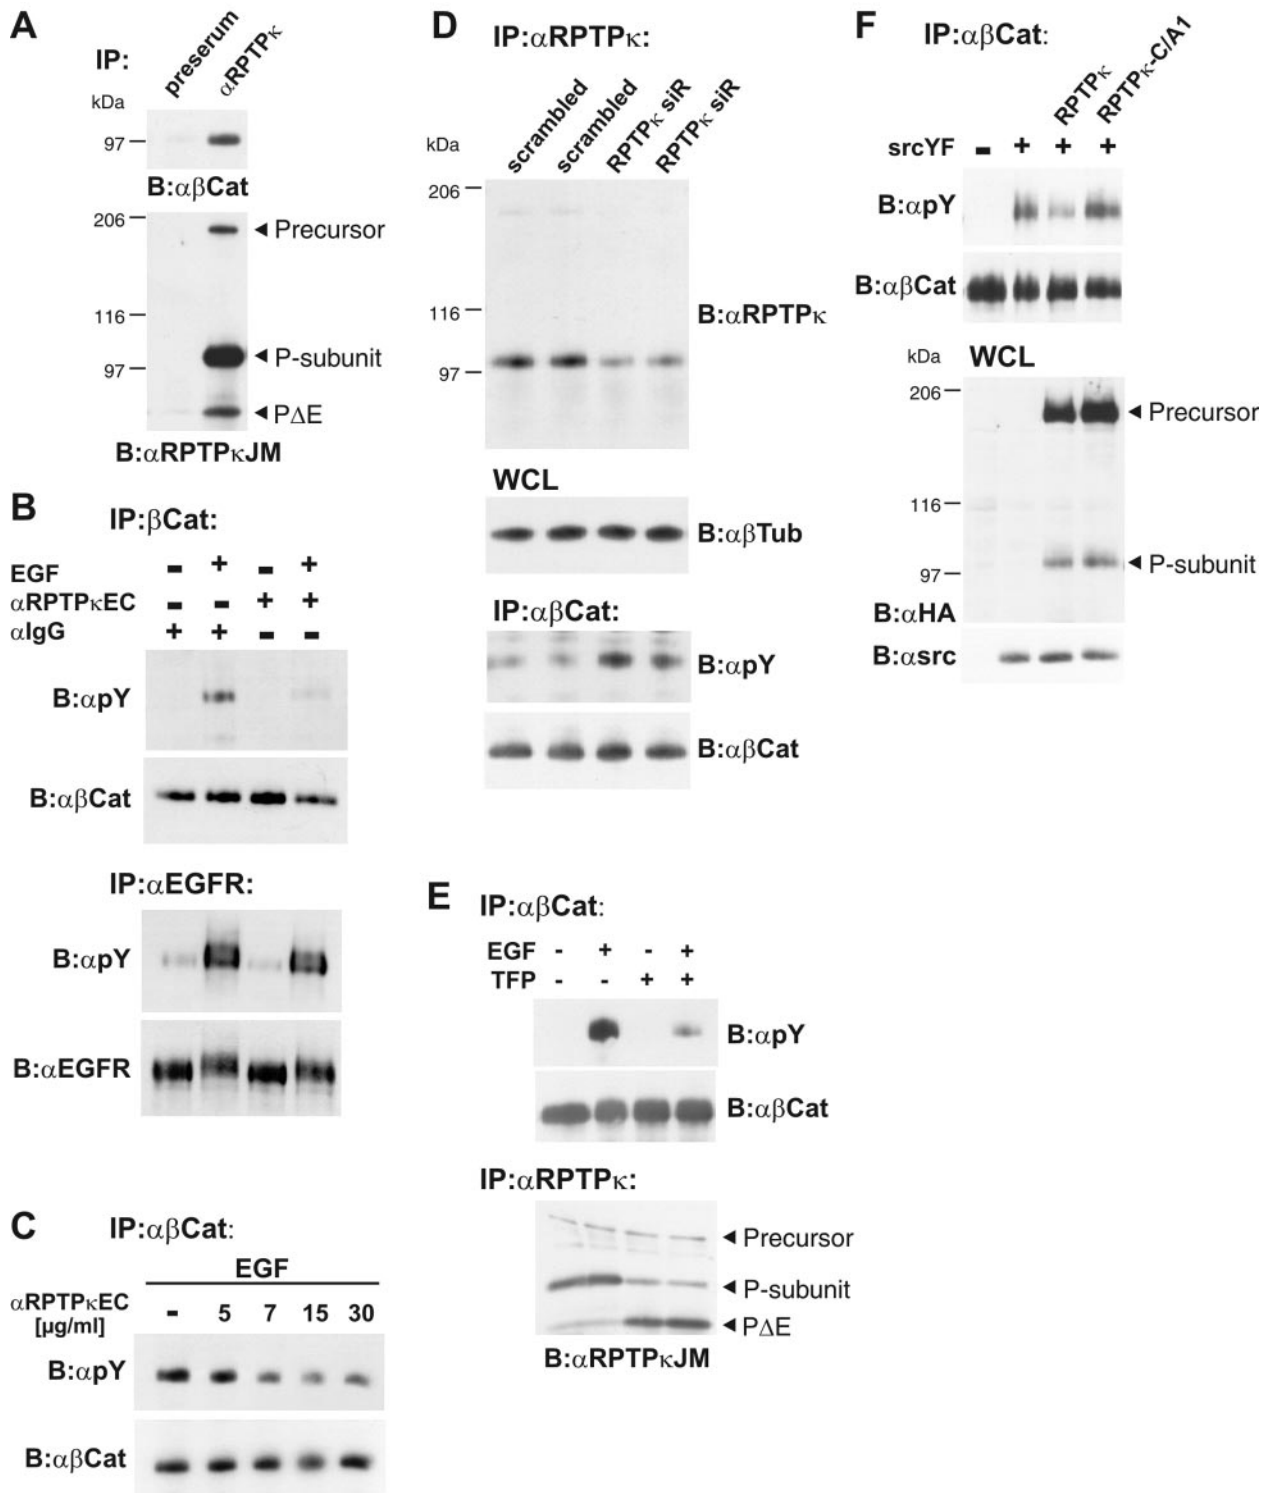 A
IP:
preserum
αRPTPκ
kDa
97
B:αβCat
206
Precursor
116
P-subunit
97
PΔE
B:αRPTPκJM
B
IP:βCat:
EGF - + - +
αRPTPκEC - - + +
αIgG + + - -
B:αpY
B:αβCat
IP:αEGFR:
B:αpY
B:αEGFR
C
IP:αβCat:
EGF
αRPTPκEC - 5 7 15 30
[µg/ml]
B:αpY
B:αβCat
D
IP:αRPTPκ:
scrambled
scrambled
RPTPκ siR
RPTPκ siR
kDa
206
116
B:αRPTPκ
97
WCL
B:αβTub
IP:αβCat:
B:αpY
B:αβCat
E
IP:αβCat:
EGF - + - +
TFP - - + +
B:αpY
B:αβCat
IP:αRPTPκ:
Precursor
P-subunit
PΔE
B:αRPTPκJM
F
IP:αβCat:
RPTPκ
RPTPκ-C/A1
srcYF - + + +
B:αpY
B:αβCat
kDa
WCL
206
Precursor
116
97
P-subunit
B:αHA
B:αsrc